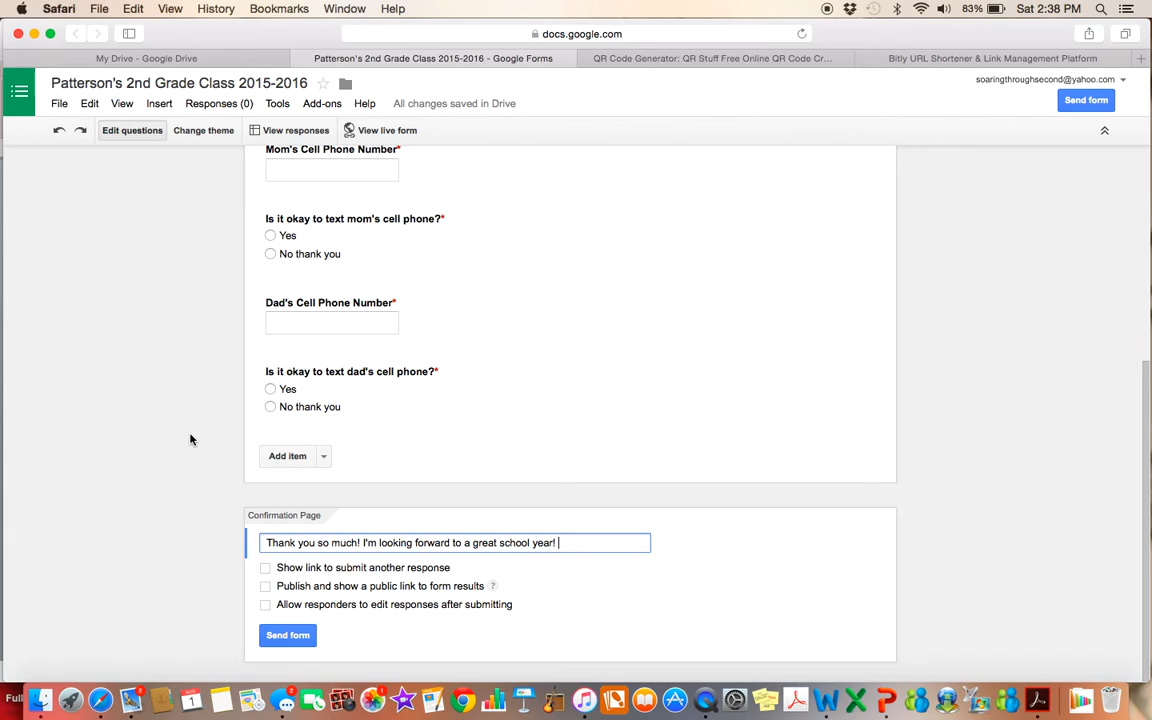 Safari File Edit View History Bookmarks Window Help 83% Sat 2:38 PM
docs.google.com
My Drive - Google Drive Patterson's 2nd Grade Class 2015-2016 - Google Forms QR Code Generator: QR Stuff Free Online QR Code Cr... Bitly URL Shortener & Link Management Platform
Patterson's 2nd Grade Class 2015-2016 soaringthroughsecond@yahoo.com
File Edit View Insert Responses (0) Tools Add-ons Help All changes saved in Drive Send form
Edit questions Change theme View responses View live form
Mom's Cell Phone Number*
Is it okay to text mom's cell phone?*
Yes
No thank you
Dad's Cell Phone Number*
Is it okay to text dad's cell phone?*
Yes
No thank you
Add item
Confirmation Page
Thank you so much! I'm looking forward to a great school year!
Show link to submit another response
Publish and show a public link to form results ?
Allow responders to edit responses after submitting
Send form
Full